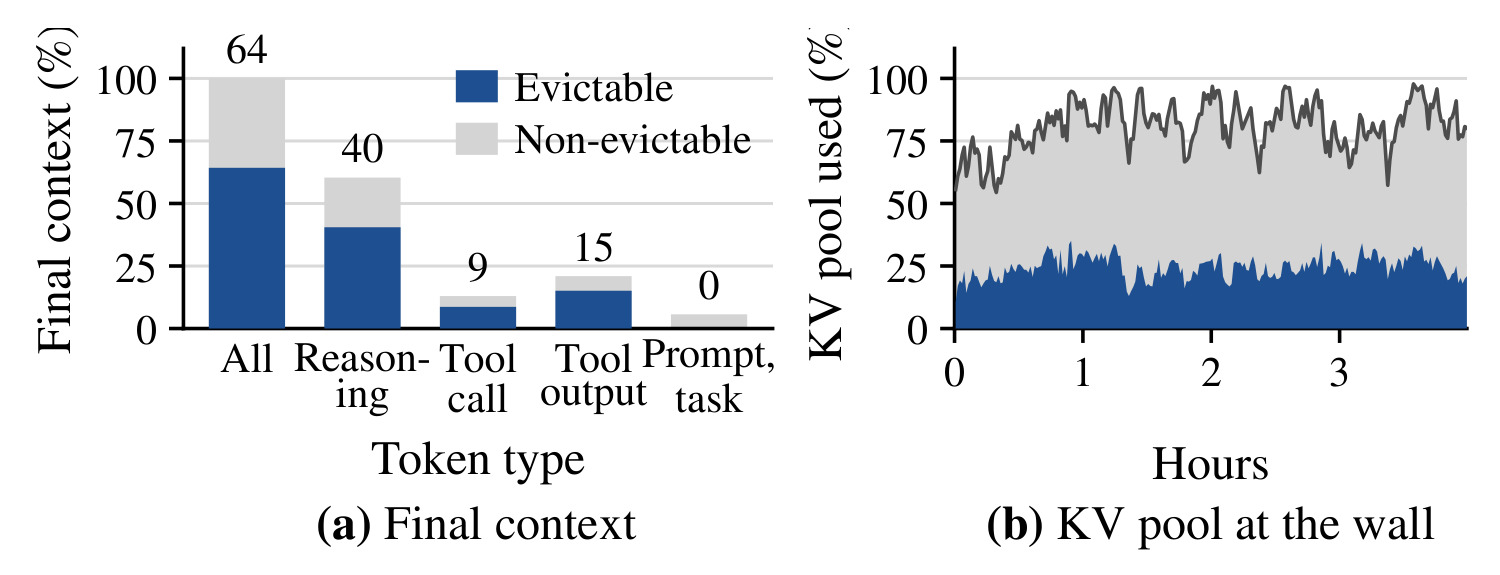 Final context (%)
100
75
50
25
0
64
40
9
15
0
Evictable
Non-evictable
All
Reason-
ing
Tool
call
Tool
output
Prompt,
task
Token type
(a) Final context
KV pool used (%)
100
75
50
25
0
0
1
2
3
Hours
(b) KV pool at the wall